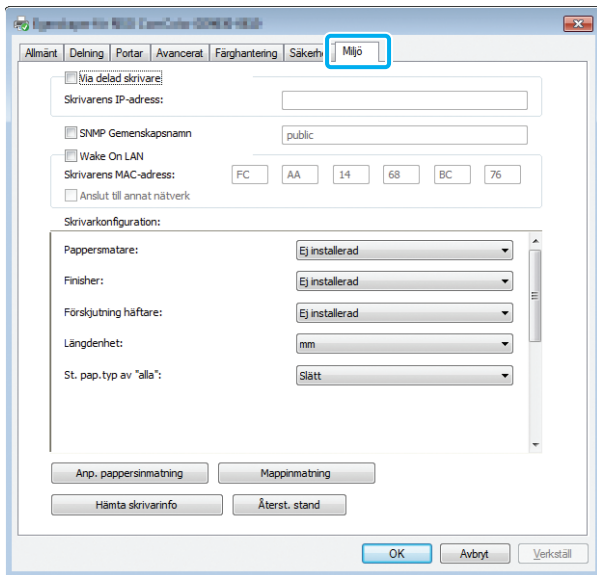 Allmänt Delning Portar Avancerat Färghantering Säkerh Miljö
Via delad skrivare
Skrivarens IP-adress:
SNMP Gemenskapsnamn public
Wake On LAN
Skrivarens MAC-adress: FC AA 14 68 BC 76
Anslut till annat nätverk
Skrivarkonfiguration:
Pappersmatare: Ej installerad
Finisher: Ej installerad
Förskjutning häftare: Ej installerad
Längdenhet: mm
St. pap.typ av "alla": Slätt
Anp. pappersinmatning Mappinmatning
Hämta skrivarinfo Återst. stand
OK Avbryt Verkställ